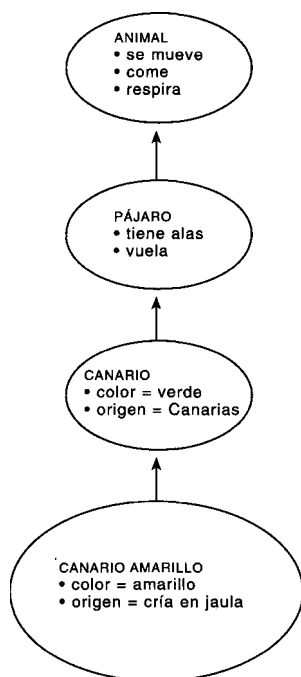 ANIMAL
• se mueve
• come
• respira
PÁJARO
• tiene alas
• vuela
CANARIO
• color = verde
• origen = Canarias
CANARIO AMARILLO
• color = amarillo
• origen = cría en jaula